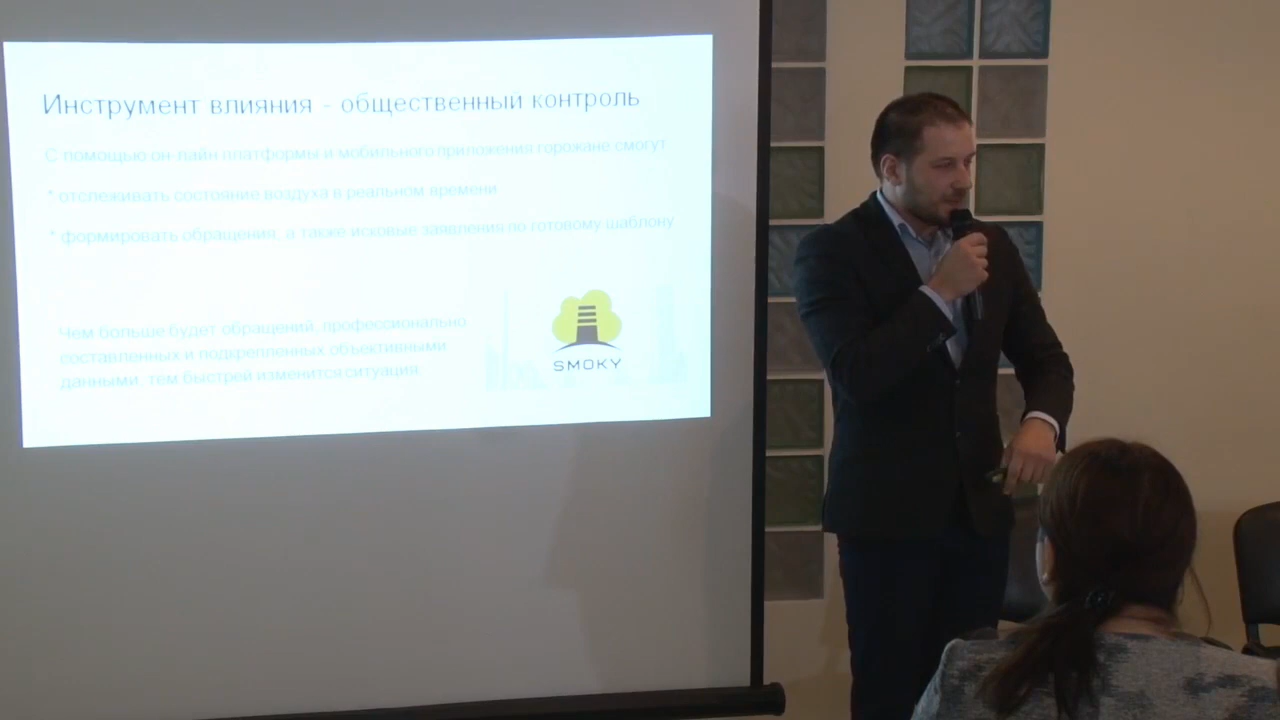 Инструмент влияния - общественный контроль
С помощью он-лайн платформы и мобильного приложения горожане смогут
* отслеживать состояние воздуха в реальном времени
* формировать обращения, а также исковые заявления по готовому шаблону
Чем больше будет обращений, профессионально
составленных и подкрепленных объективными
данными, тем быстрей изменится ситуация
SMOKY